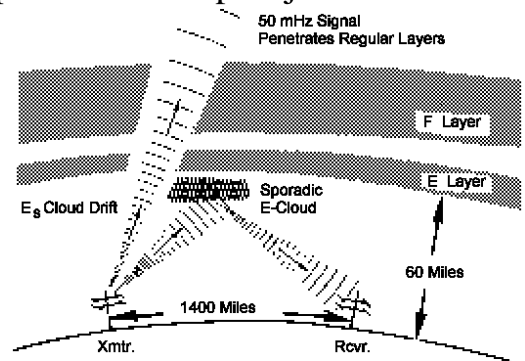 50 mHz Signal
Penetrates Regular Layers
F Layer
E Layer
Sporadic
E-Cloud
Es Cloud Drift
60 Miles
1400 Miles
Xmtr.
Rcvr.